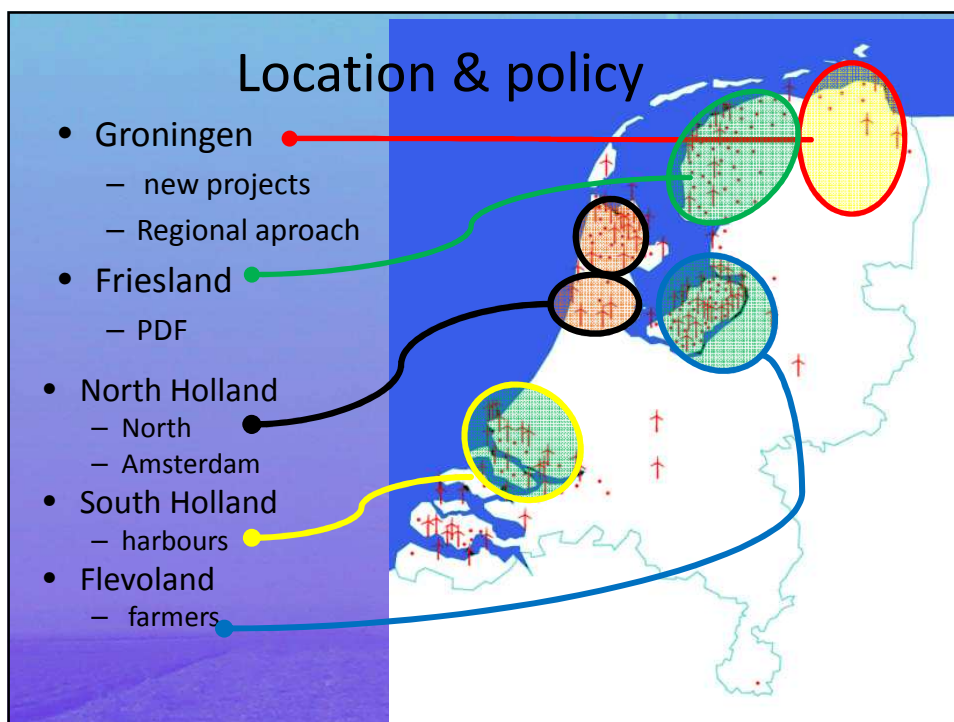 Location & policy
• Groningen
– new projects
– Regional aproach
• Friesland
– PDF
• North Holland
– North
– Amsterdam
• South Holland
– harbours
• Flevoland
– farmers